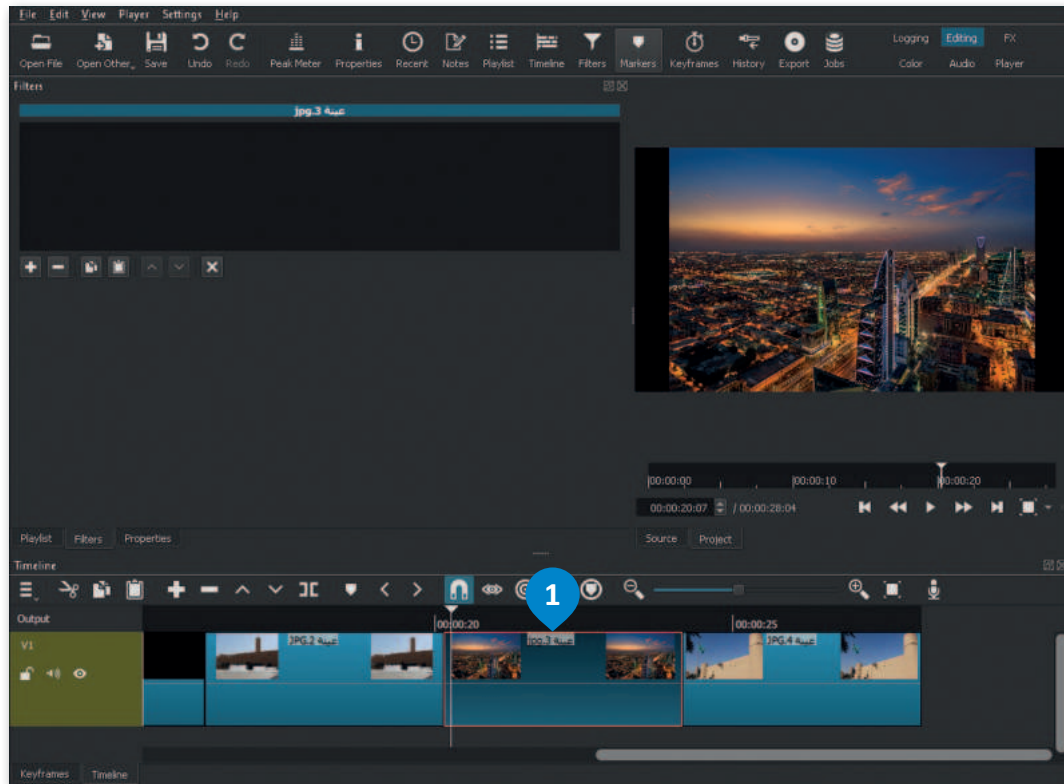 File Edit View Player Settings Help
Open File Open Other... Save Undo Redo Peak Meter Properties Recent Notes Playlist Timeline Filters Markers Keyframes History Export Jobs
Logging Editing FX
Color Audio Player
Filters
عينة 3.jpg
|00:00:00 |00:00:10 |00:00:20
00:00:20:07 / 00:00:28:04
Playlist Filters Properties
Source Project
Timeline
1
Output
|00:00:20 |00:00:25
V1
عينة 2.JPG عينة 3.jpg عينة 4.JPG
Keyframes Timeline